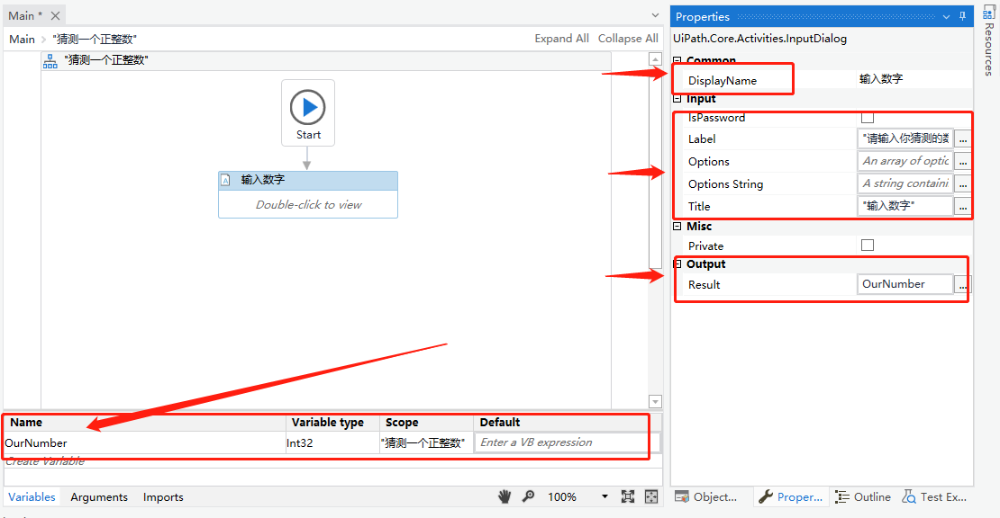 Main *
Main > "猜测一个正整数"
Expand All Collapse All
"猜测一个正整数"
Start
输入数字
Double-click to view
Name Variable type Scope Default
OurNumber Int32 "猜测一个正整数" Enter a VB expression
Create Variable
Variables Arguments Imports 100%
Properties
UiPath.Core.Activities.InputDialog
Common
DisplayName 输入数字
Input
IsPassword
Label "请输入你猜测的数 ...
Options An array of optic ...
Options String A string containi ...
Title "输入数字" ...
Misc
Private
Output
Result OurNumber ...
Object... Proper... Outline Test Ex...
Resources